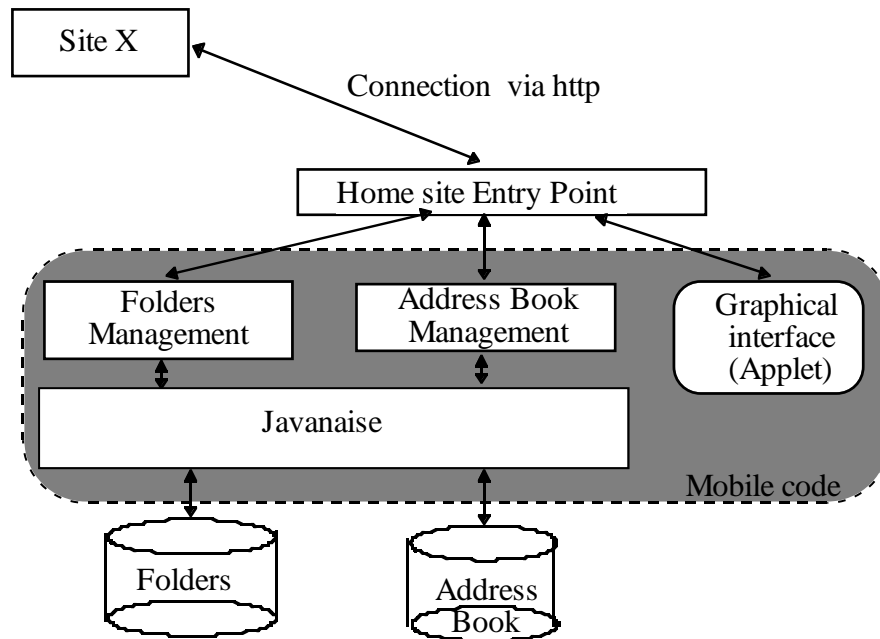 Site X
Connection via http
Home site Entry Point
Folders
Management
Address Book
Management
Graphical
interface
(Applet)
Javanaise
Mobile code
Folders
Address
Book